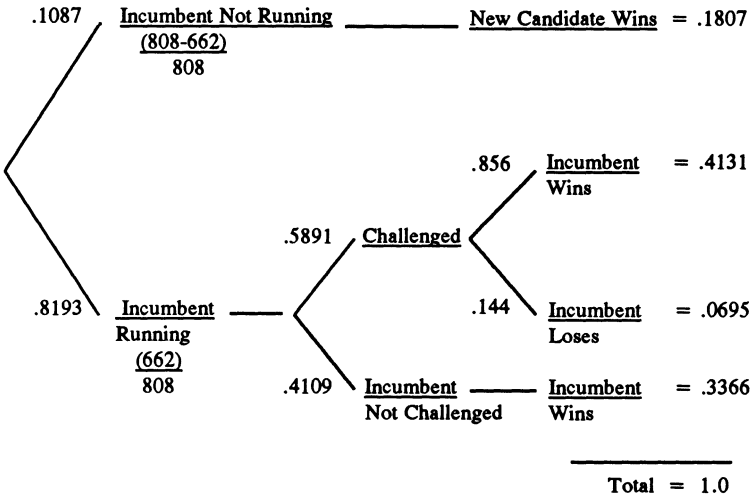 .1087 Incumbent Not Running New Candidate Wins = .1807
(808-662)
808
.856 Incumbent = .4131
Wins
.5891 Challenged
.8193 Incumbent .144 Incumbent = .0695
Running Loses
(662)
808
.4109 Incumbent Incumbent = .3366
Not Challenged Wins
Total = 1.0